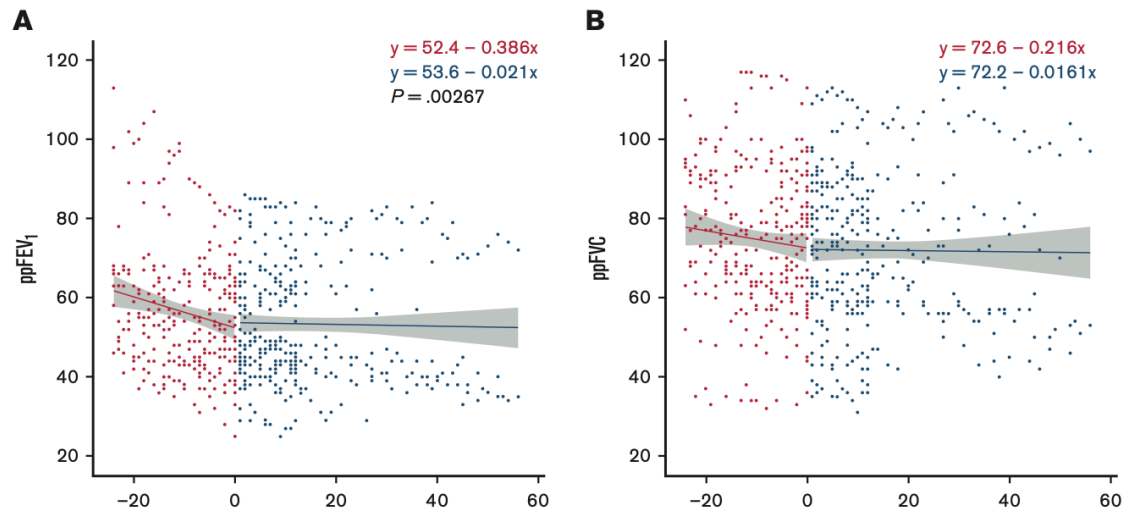 A
y = 52.4 – 0.386x
y = 53.6 – 0.021x
P = .00267
ppFEV₁
120
100
80
60
40
20
–20 0 20 40 60
B
y = 72.6 – 0.216x
y = 72.2 – 0.0161x
ppFVC
120
100
80
60
40
20
–20 0 20 40 60